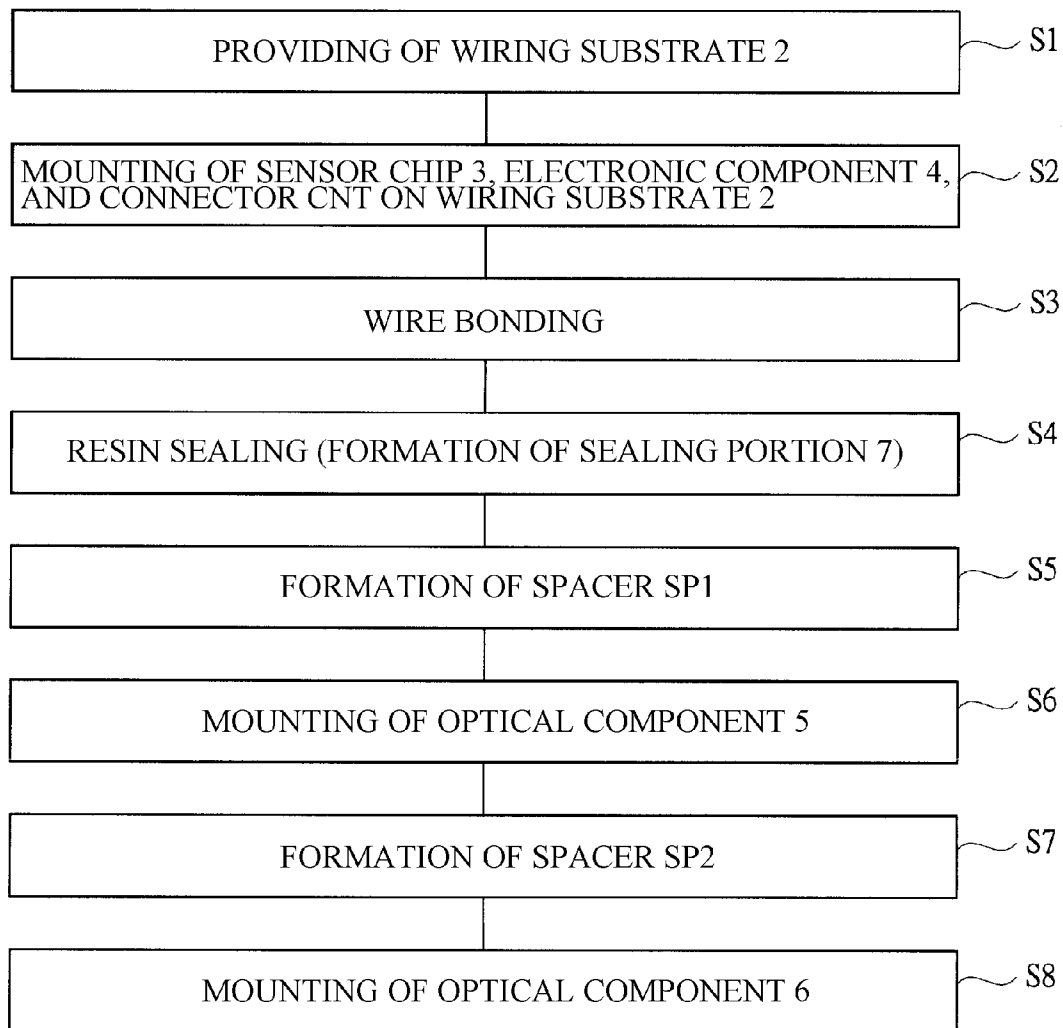 PROVIDING OF WIRING SUBSTRATE 2
S1
MOUNTING OF SENSOR CHIP 3, ELECTRONIC COMPONENT 4,
AND CONNECTOR CNT ON WIRING SUBSTRATE 2
S2
WIRE BONDING
S3
RESIN SEALING (FORMATION OF SEALING PORTION 7)
S4
FORMATION OF SPACER SP1
S5
MOUNTING OF OPTICAL COMPONENT 5
S6
FORMATION OF SPACER SP2
S7
MOUNTING OF OPTICAL COMPONENT 6
S8